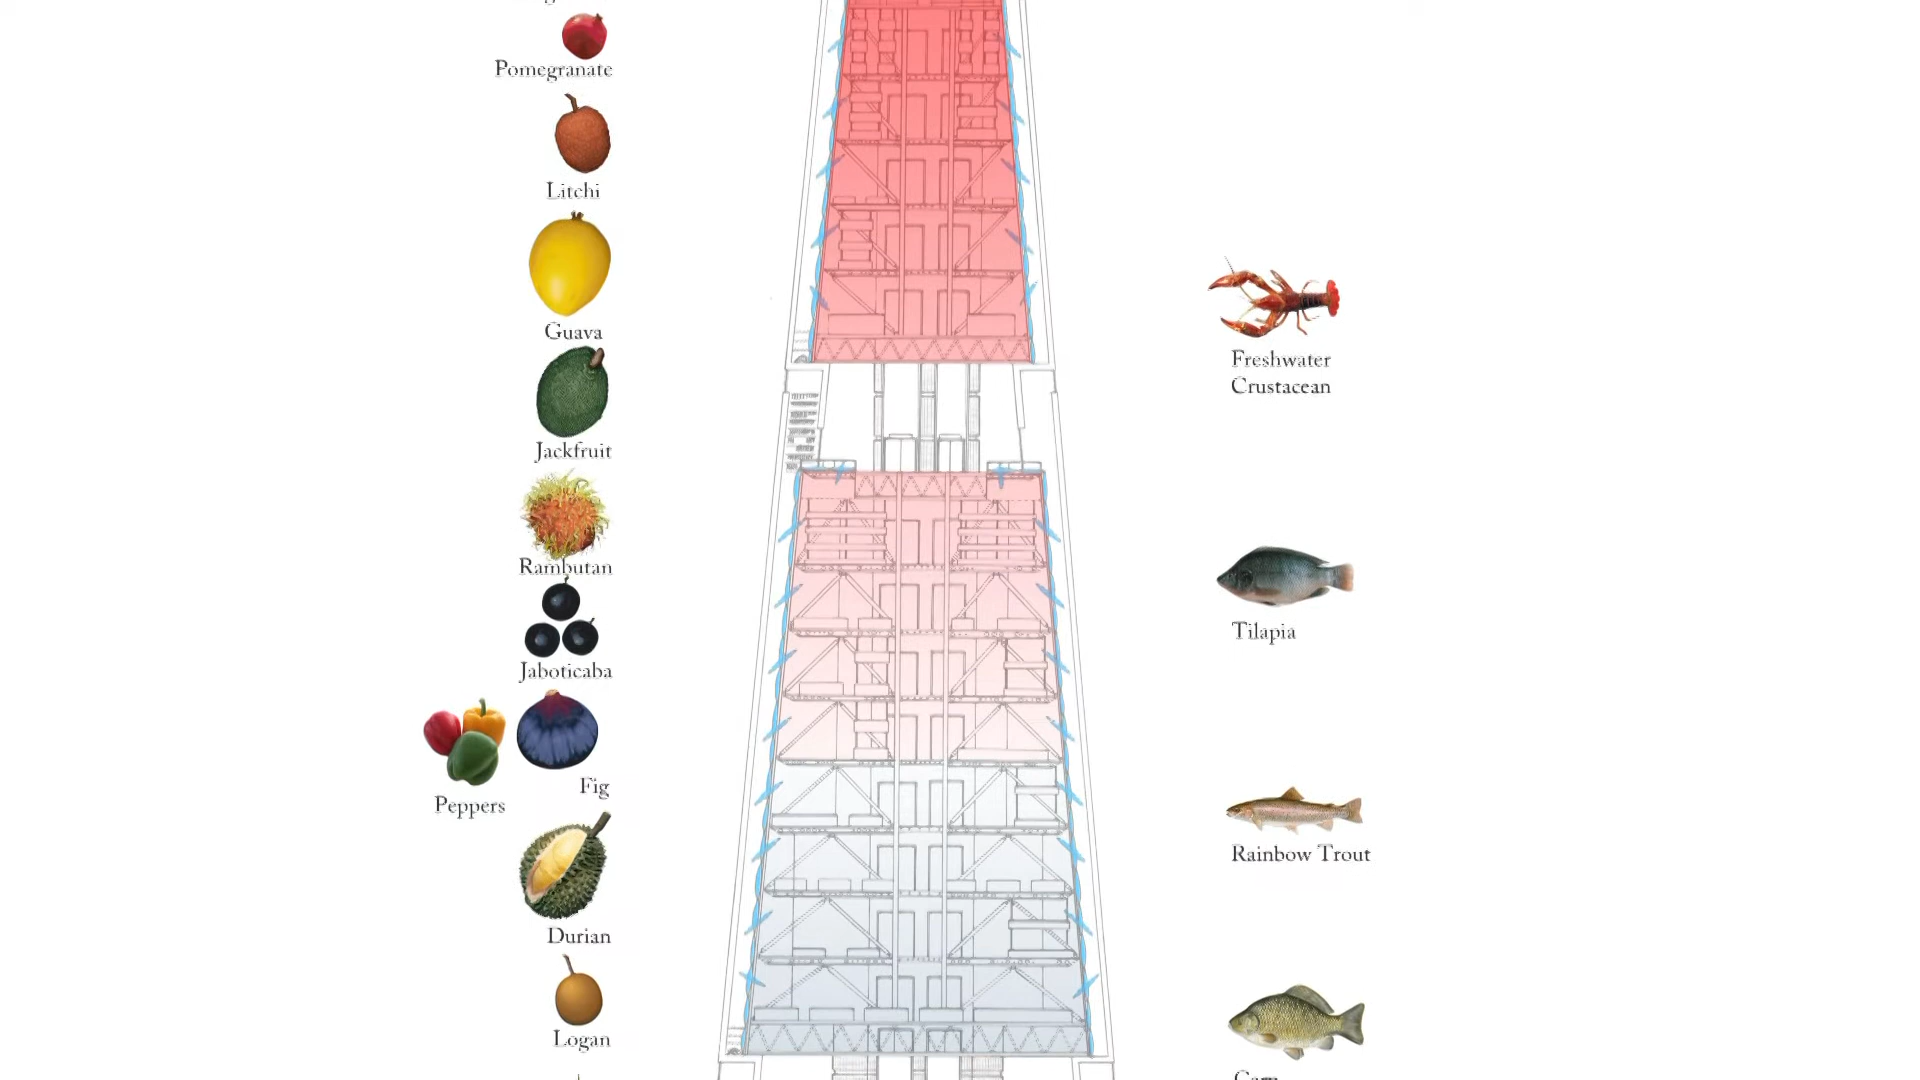 Pomegranate
Litchi
Guava
Jackfruit
Rambutan
Jaboticaba
Fig
Peppers
Durian
Logan
Freshwater
Crustacean
Tilapia
Rainbow Trout